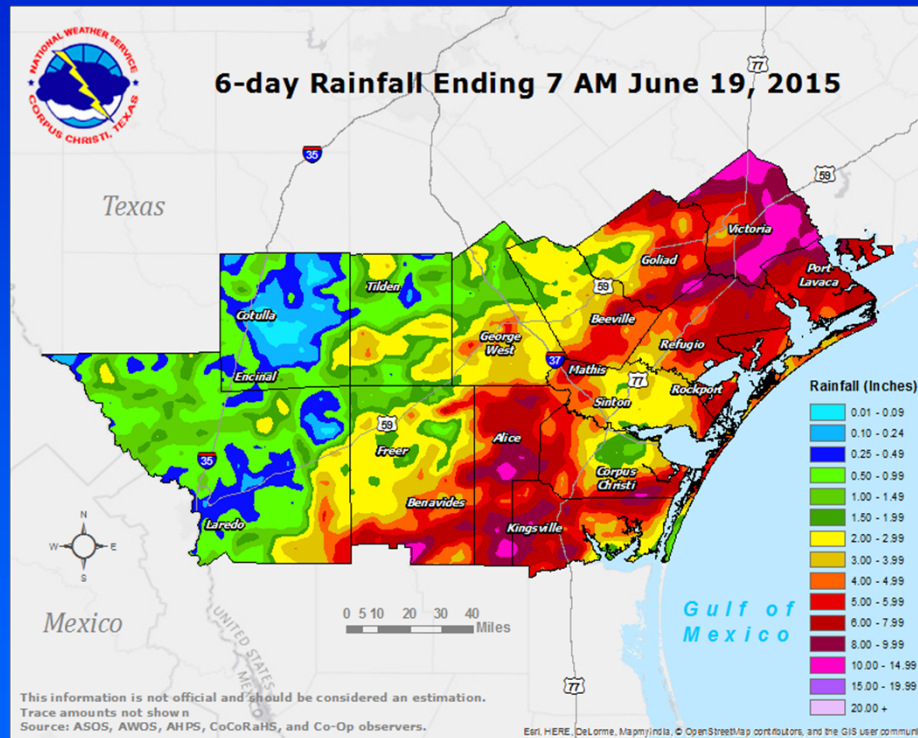 NATIONAL WEATHER SERVICE
CORPUS CHRISTI, TEXAS
6-day Rainfall Ending 7 AM June 19, 2015
77
35
59
Texas
Victoria
Goliad
Port
Lavaca
Tilden
59
Cotulla
Beeville
George
West
Refugio
37
Mathis
77
Encinal
Rockport
Sinton
Rainfall (Inches)
0.01 - 0.09
0.10 - 0.24
0.25 - 0.49
0.50 - 0.99
1.00 - 1.49
1.50 - 1.99
2.00 - 2.99
3.00 - 3.99
4.00 - 4.99
5.00 - 5.99
6.00 - 7.99
8.00 - 9.99
10.00 - 14.99
15.00 - 19.99
20.00 +
59
Alice
Freer
35
Corpus
Christi
Benavides
Laredo
Kingsville
N
W E
S
0 5 10 20 30 40
Miles
Gulf of
Mexico
Mexico
UNITED STATES
MEXICO
77
This information is not official and should be considered an estimation.
Trace amounts not shown
Source: ASOS, AWOS, AHPS, CoCoRaHS, and Co-Op observers.
Esri, HERE, DeLorme, MapmyIndia, © OpenStreetMap contributors, and the GIS user commun